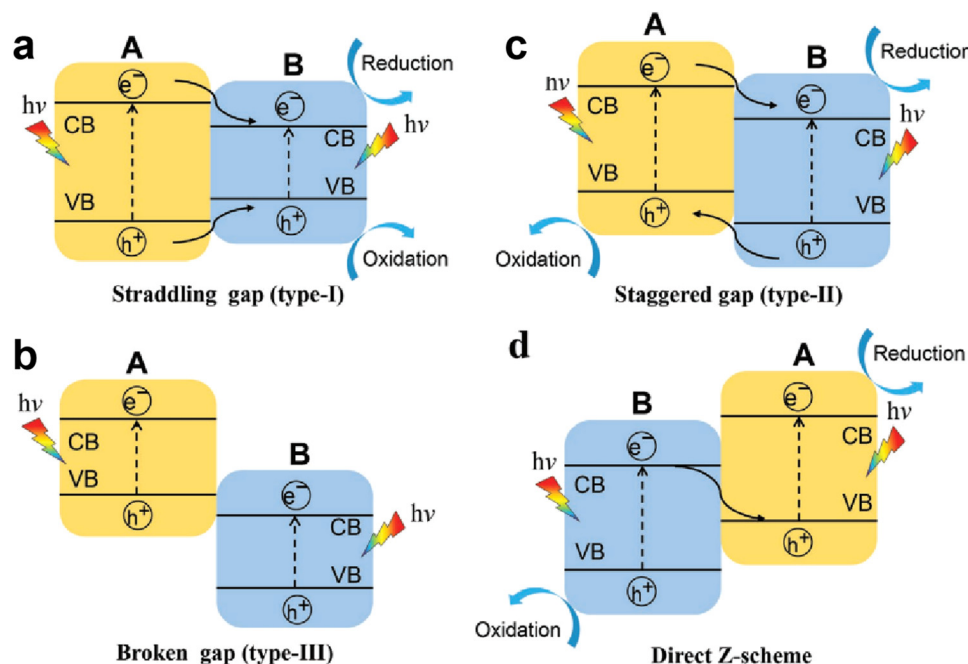 a
A
B
e⁻
e⁻
Reduction
hν
hν
CB
CB
VB
VB
h⁺
h⁺
Oxidation
Straddling gap (type-I)
c
A
B
e⁻
e⁻
Reduction
hν
hν
CB
CB
VB
VB
h⁺
h⁺
Oxidation
Staggered gap (type-II)
b
A
B
e⁻
hν
CB
VB
h⁺
e⁻
hν
CB
VB
h⁺
Broken gap (type-III)
d
B
A
Reduction
e⁻
hν
e⁻
hν
CB
CB
VB
VB
h⁺
h⁺
Oxidation
Direct Z-scheme